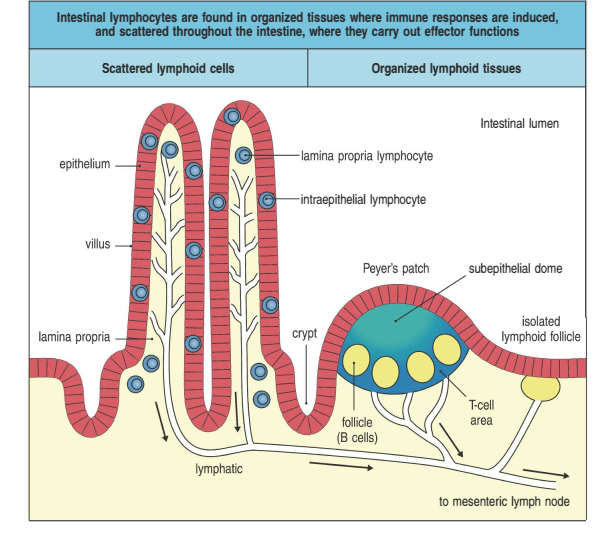 Intestinal lymphocytes are found in organized tissues where immune responses are induced,
and scattered throughout the intestine, where they carry out effector functions
Scattered lymphoid cells
Organized lymphoid tissues
Intestinal lumen
epithelium
lamina propria lymphocyte
intraepithelial lymphocyte
villus
Peyer's patch
subepithelial dome
lamina propria
crypt
isolated
lymphoid follicle
follicle
(B cells)
T-cell
area
lymphatic
to mesenteric lymph node